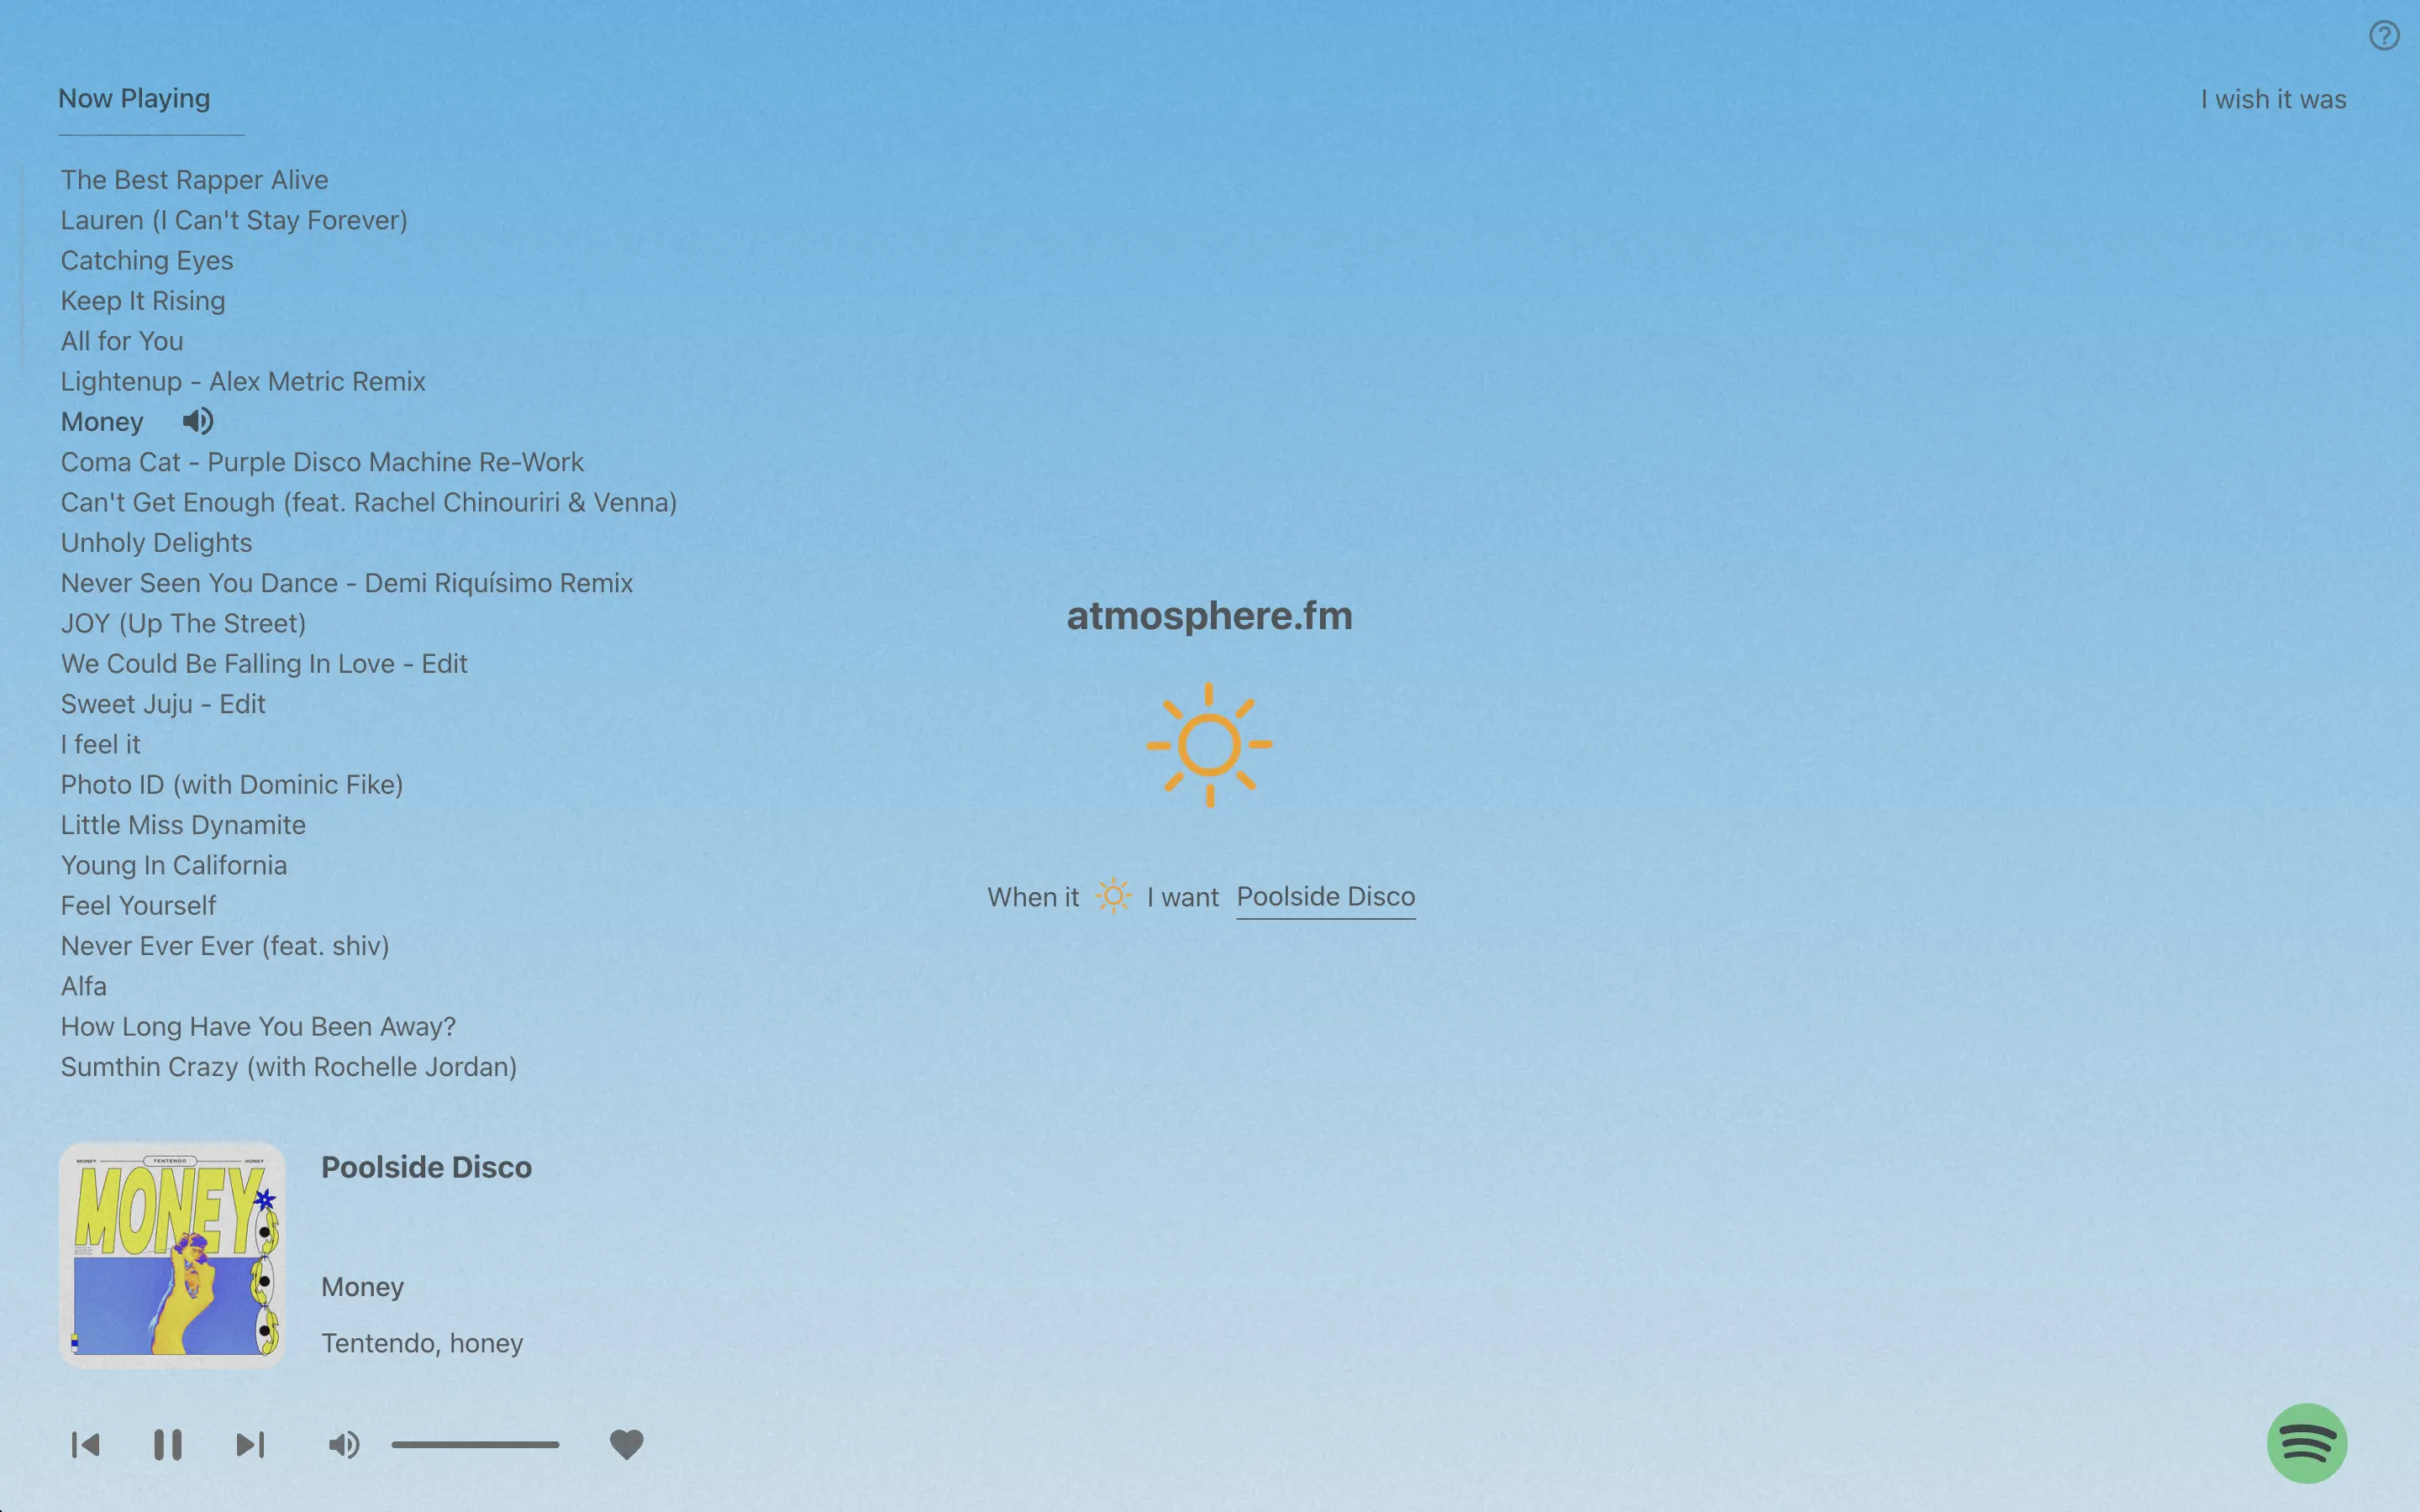 Now Playing
I wish it was
The Best Rapper Alive
Lauren (I Can't Stay Forever)
Catching Eyes
Keep It Rising
All for You
Lightenup - Alex Metric Remix
Money
Coma Cat - Purple Disco Machine Re-Work
Can't Get Enough (feat. Rachel Chinouriri & Venna)
Unholy Delights
Never Seen You Dance - Demi Riquísimo Remix
JOY (Up The Street)
We Could Be Falling In Love - Edit
Sweet Juju - Edit
I feel it
Photo ID (with Dominic Fike)
Little Miss Dynamite
Young In California
Feel Yourself
Never Ever Ever (feat. shiv)
Alfa
How Long Have You Been Away?
Sumthin Crazy (with Rochelle Jordan)
atmosphere.fm
When it I want Poolside Disco
MONEY TENTENDO HONEY
MONEY
Poolside Disco
Money
Tentendo, honey